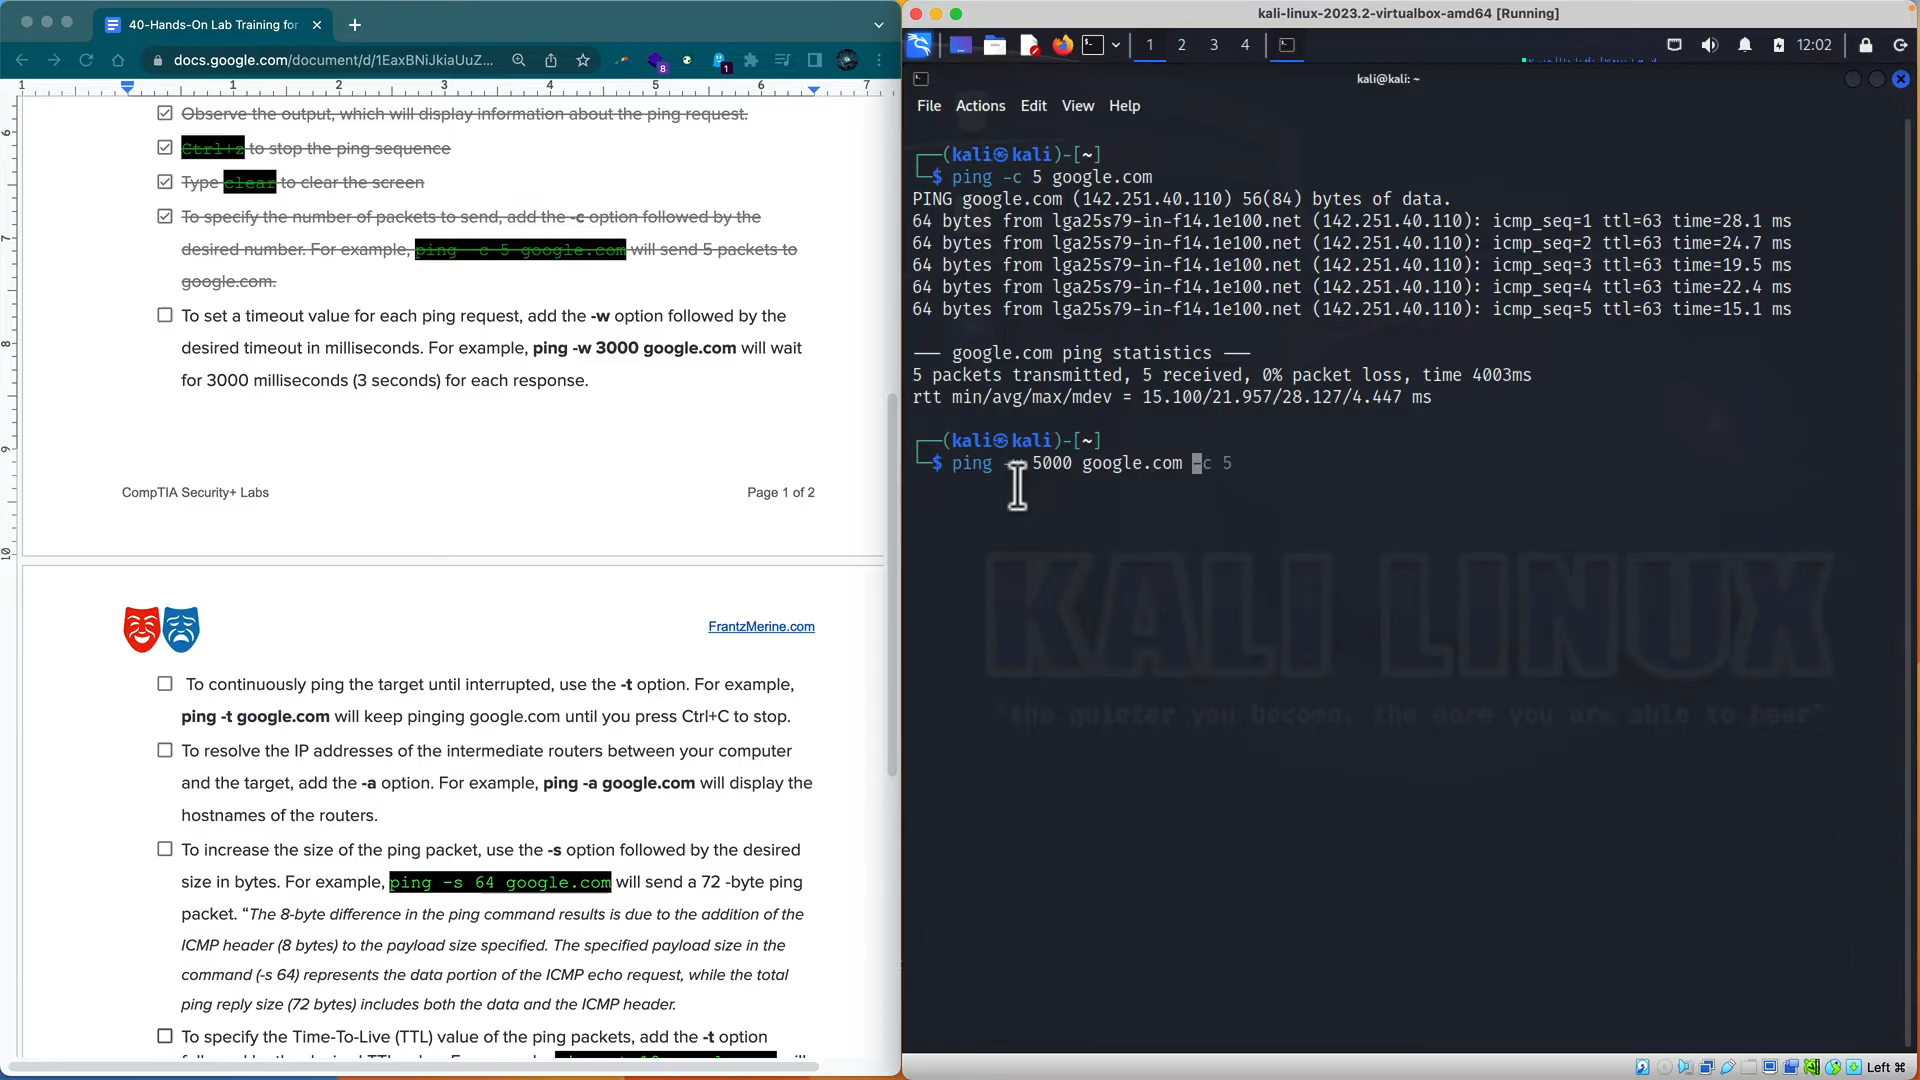 40-Hands-On Lab Training for
docs.google.com/document/d/1EaxBNiJkiaUuZ...
8
1
1 1 2 3 4 5 6 7
6
7
8
9
10
Observe the output, which will display information about the ping request.
Ctrl+z to stop the ping sequence
Type clear to clear the screen
To specify the number of packets to send, add the -c option followed by the
desired number. For example, ping -c 5 google.com will send 5 packets to
google.com.
To set a timeout value for each ping request, add the -w option followed by the
desired timeout in milliseconds. For example, ping -w 3000 google.com will wait
for 3000 milliseconds (3 seconds) for each response.
CompTIA Security+ Labs
Page 1 of 2
FrantzMerine.com
To continuously ping the target until interrupted, use the -t option. For example,
ping -t google.com will keep pinging google.com until you press Ctrl+C to stop.
To resolve the IP addresses of the intermediate routers between your computer
and the target, add the -a option. For example, ping -a google.com will display the
hostnames of the routers.
To increase the size of the ping packet, use the -s option followed by the desired
size in bytes. For example, ping -s 64 google.com will send a 72 -byte ping
packet. “The 8-byte difference in the ping command results is due to the addition of the
ICMP header (8 bytes) to the payload size specified. The specified payload size in the
command (-s 64) represents the data portion of the ICMP echo request, while the total
ping reply size (72 bytes) includes both the data and the ICMP header.
To specify the Time-To-Live (TTL) value of the ping packets, add the -t option
kali-linux-2023.2-virtualbox-amd64 [Running]
1 2 3 4
12:02
kali@kali: ~
File Actions Edit View Help
(kali㉿kali)-[~]
$ ping -c 5 google.com
PING google.com (142.251.40.110) 56(84) bytes of data.
64 bytes from lga25s79-in-f14.1e100.net (142.251.40.110): icmp_seq=1 ttl=63 time=28.1 ms
64 bytes from lga25s79-in-f14.1e100.net (142.251.40.110): icmp_seq=2 ttl=63 time=24.7 ms
64 bytes from lga25s79-in-f14.1e100.net (142.251.40.110): icmp_seq=3 ttl=63 time=19.5 ms
64 bytes from lga25s79-in-f14.1e100.net (142.251.40.110): icmp_seq=4 ttl=63 time=22.4 ms
64 bytes from lga25s79-in-f14.1e100.net (142.251.40.110): icmp_seq=5 ttl=63 time=15.1 ms
— google.com ping statistics —
5 packets transmitted, 5 received, 0% packet loss, time 4003ms
rtt min/avg/max/mdev = 15.100/21.957/28.127/4.447 ms
(kali㉿kali)-[~]
$ ping 5000 google.com -c 5
KALI LINUX
"the quieter you become, the more you are able to hear"
Left ⌘